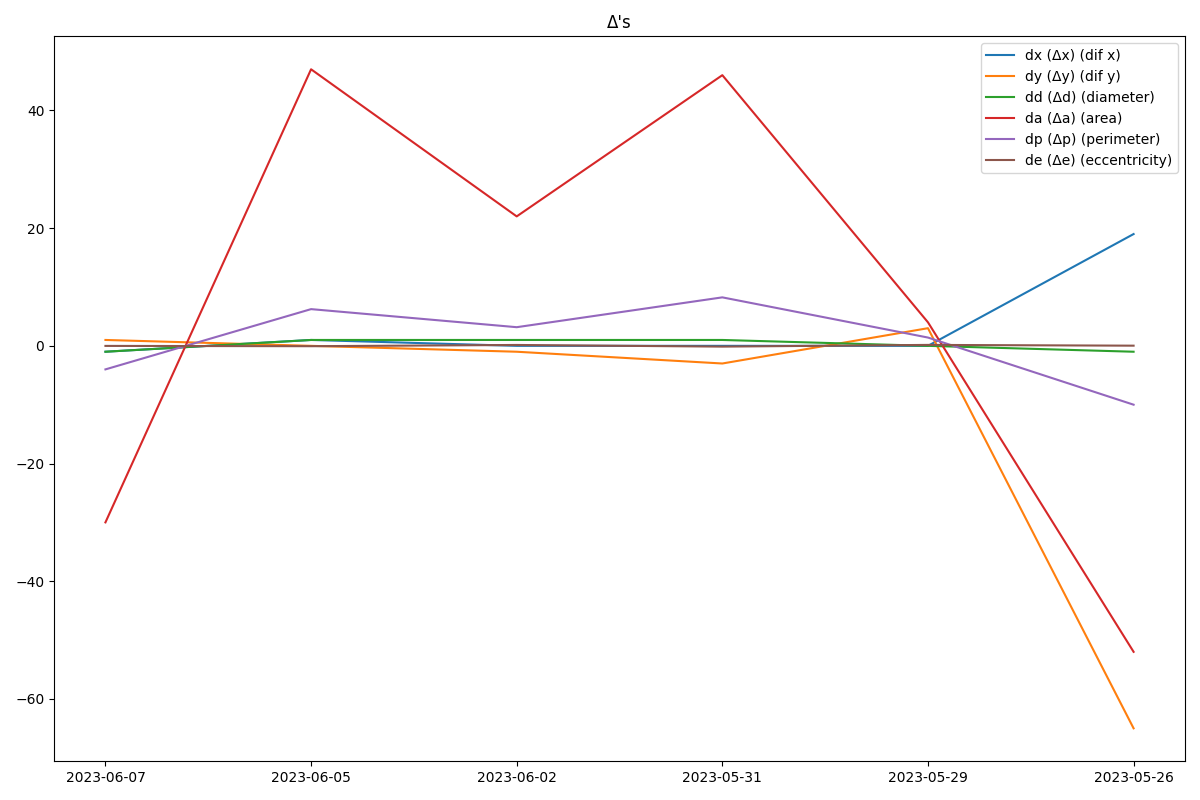 Δ's
dx (Δx) (dif x)
dy (Δy) (dif y)
dd (Δd) (diameter)
da (Δa) (area)
dp (Δp) (perimeter)
de (Δe) (eccentricity)
40
20
0
−20
−40
−60
2023-06-07 2023-06-05 2023-06-02 2023-05-31 2023-05-29 2023-05-26